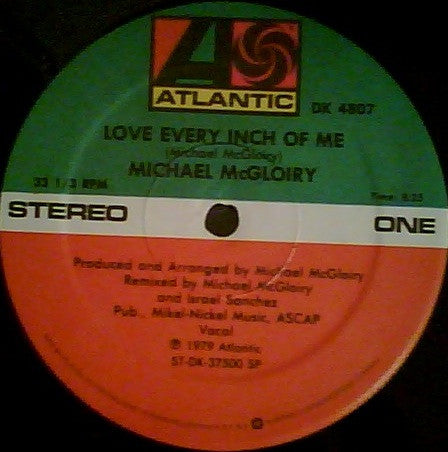 ATLANTIC
DK 4807
LOVE EVERY INCH OF ME
(Michael McGloiry)
MICHAEL McGLOIRY
33 1/3 RPM
Time:
STEREO
ONE
Produced and Arranged by Michael McGloiry
Remixed by Michael McGloiry
and Israel Sanchez
Pub., Mikel-Nickel Music, ASCAP
Vocal
℗ 1979 Atlantic
ST-DK-37500 SP